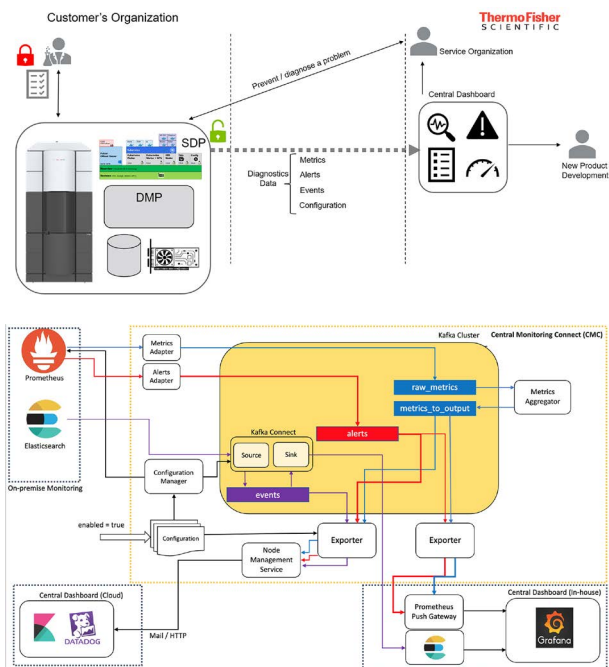 Customer's Organization
ThermoFisher
SCIENTIFIC
Service Organization
Prevent / diagnose a problem
Central Dashboard
SDP
DMP
Diagnostics
Data
Metrics
Alerts
Events
Configuration
New Product
Development
Kafka Cluster
Central Monitoring Connect (CMC)
Prometheus
Metrics
Adapter
Alerts
Adapter
raw_metrics
metrics_to_output
Metrics
Aggregator
Elasticsearch
On-premise Monitoring
Kafka Connect
Source
Sink
alerts
Configuration
Manager
events
enabled = true
Configuration
Exporter
Exporter
Node
Management
Service
Central Dashboard (Cloud)
DATADOG
Mail / HTTP
Central Dashboard (In-house)
Prometheus
Push Gateway
Grafana